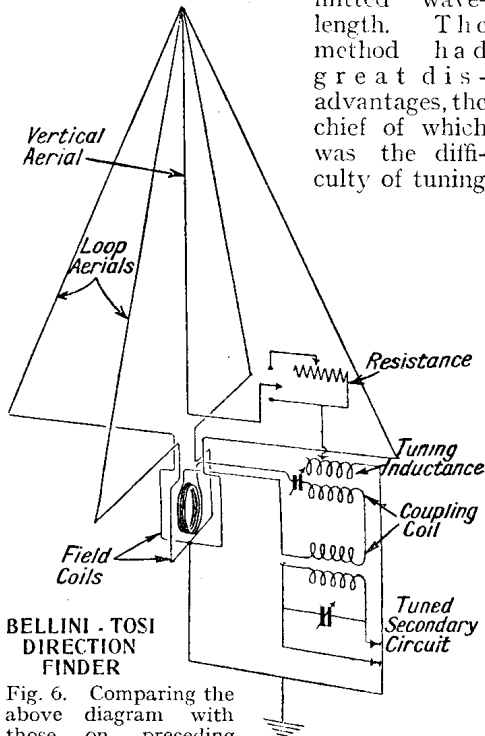 mitted wave-
length. The
method had
great dis-
advantages, the
chief of which
was the diffi-
culty of tuning
Vertical
Aerial
Loop
Aerials
Resistance
Tuning
Inductance
Coupling
Coil
Field
Coils
Tuned
Secondary
Circuit
BELLINI - TOSI
DIRECTION
FINDER
Fig. 6. Comparing the
above diagram with
those on preceding